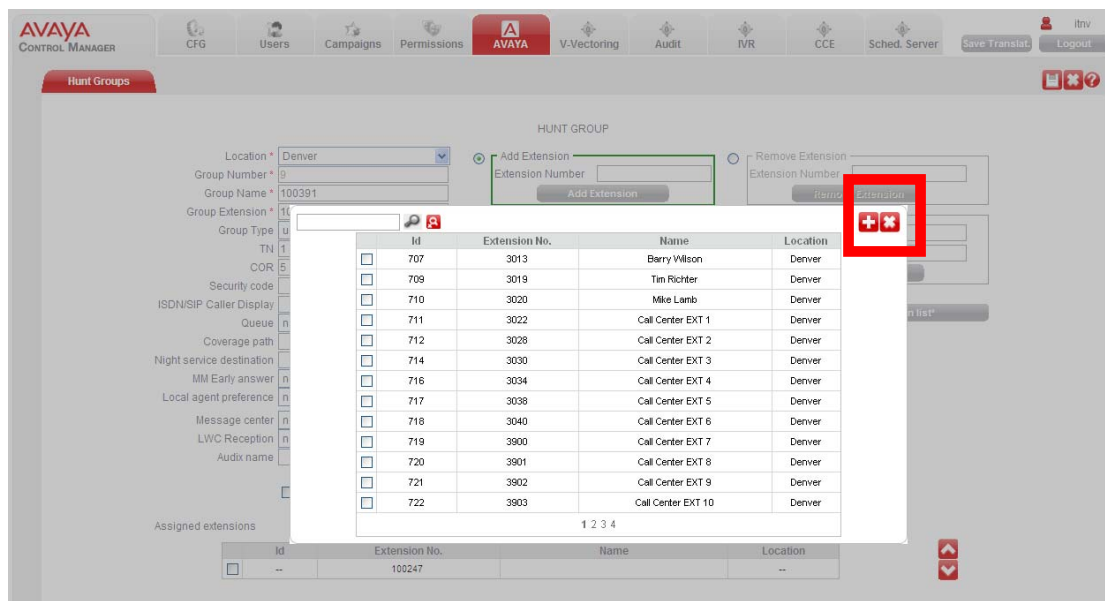 AVAYA
CONTROL MANAGER
CFG
Users
Campaigns
Permissions
AVAYA
V-Vectoring
Audit
IVR
CCE
Sched. Server
itnv
Save Translat.
Logout
Hunt Groups
HUNT GROUP
Location * Denver
Group Number * 9
Group Name * 100391
Group Extension * 10
Group Type u
TN 1
COR 5
Security code
ISDN/SIP Caller Display
Queue n
Coverage path
Night service destination
MM Early answer n
Local agent preference n
Message center n
LWC Reception n
Audix name
Add Extension
Extension Number
Add Extension
Remove Extension
Extension Number
Extension
n list*
Id Extension No. Name Location
707 3013 Barry Wilson Denver
709 3019 Tim Richter Denver
710 3020 Mike Lamb Denver
711 3022 Call Center EXT 1 Denver
712 3028 Call Center EXT 2 Denver
714 3030 Call Center EXT 3 Denver
716 3034 Call Center EXT 4 Denver
717 3038 Call Center EXT 5 Denver
718 3040 Call Center EXT 6 Denver
719 3900 Call Center EXT 7 Denver
720 3901 Call Center EXT 8 Denver
721 3902 Call Center EXT 9 Denver
722 3903 Call Center EXT 10 Denver
1 2 3 4
Assigned extensions
Id Extension No. Name Location
-- 100247 --